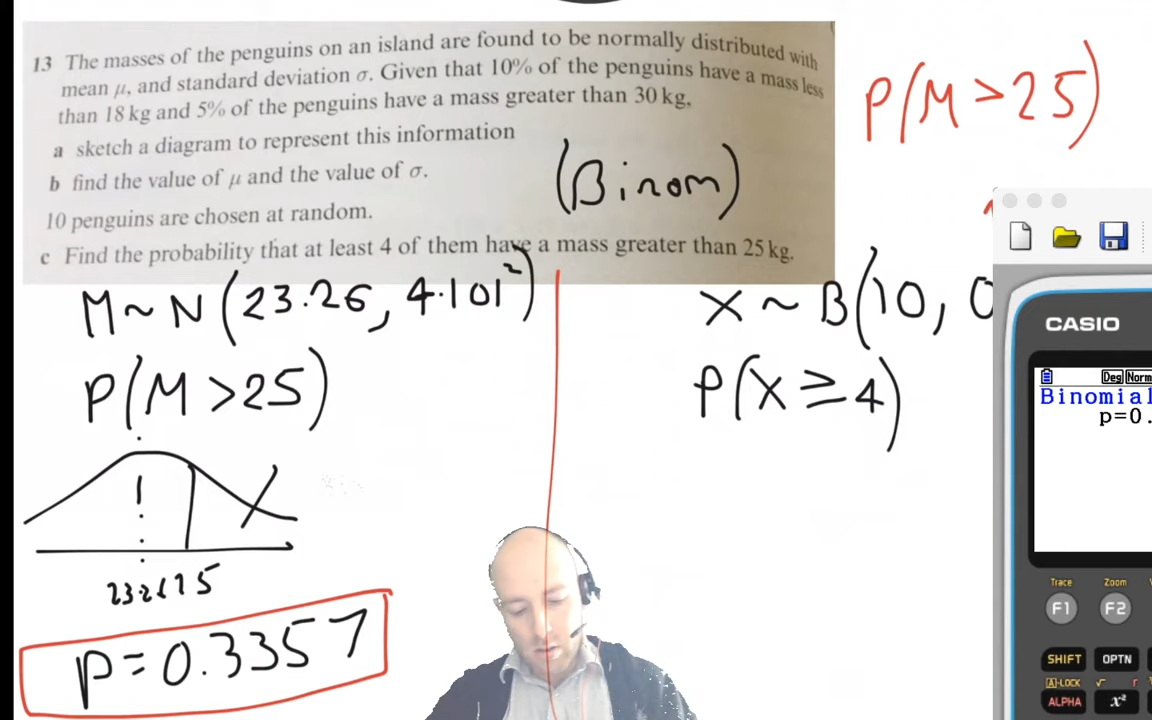 13 The masses of the penguins on an island are found to be normally distributed with
mean μ, and standard deviation σ. Given that 10% of the penguins have a mass less
than 18 kg and 5% of the penguins have a mass greater than 30 kg,
a sketch a diagram to represent this information
b find the value of μ and the value of σ.
10 penguins are chosen at random.
c Find the probability that at least 4 of them have a mass greater than 25 kg.
(Binom)
P(M>25)
M~N(23.26, 4.101²)
P(M>25)
23.26 25
P=0.3357
X~B(10, 0
P(X≥4)
CASIO
Deg Norm
Binomial
p=0.
Trace Zoom
F1 F2
SHIFT OPTN
A-LOCK √ r
ALPHA x²